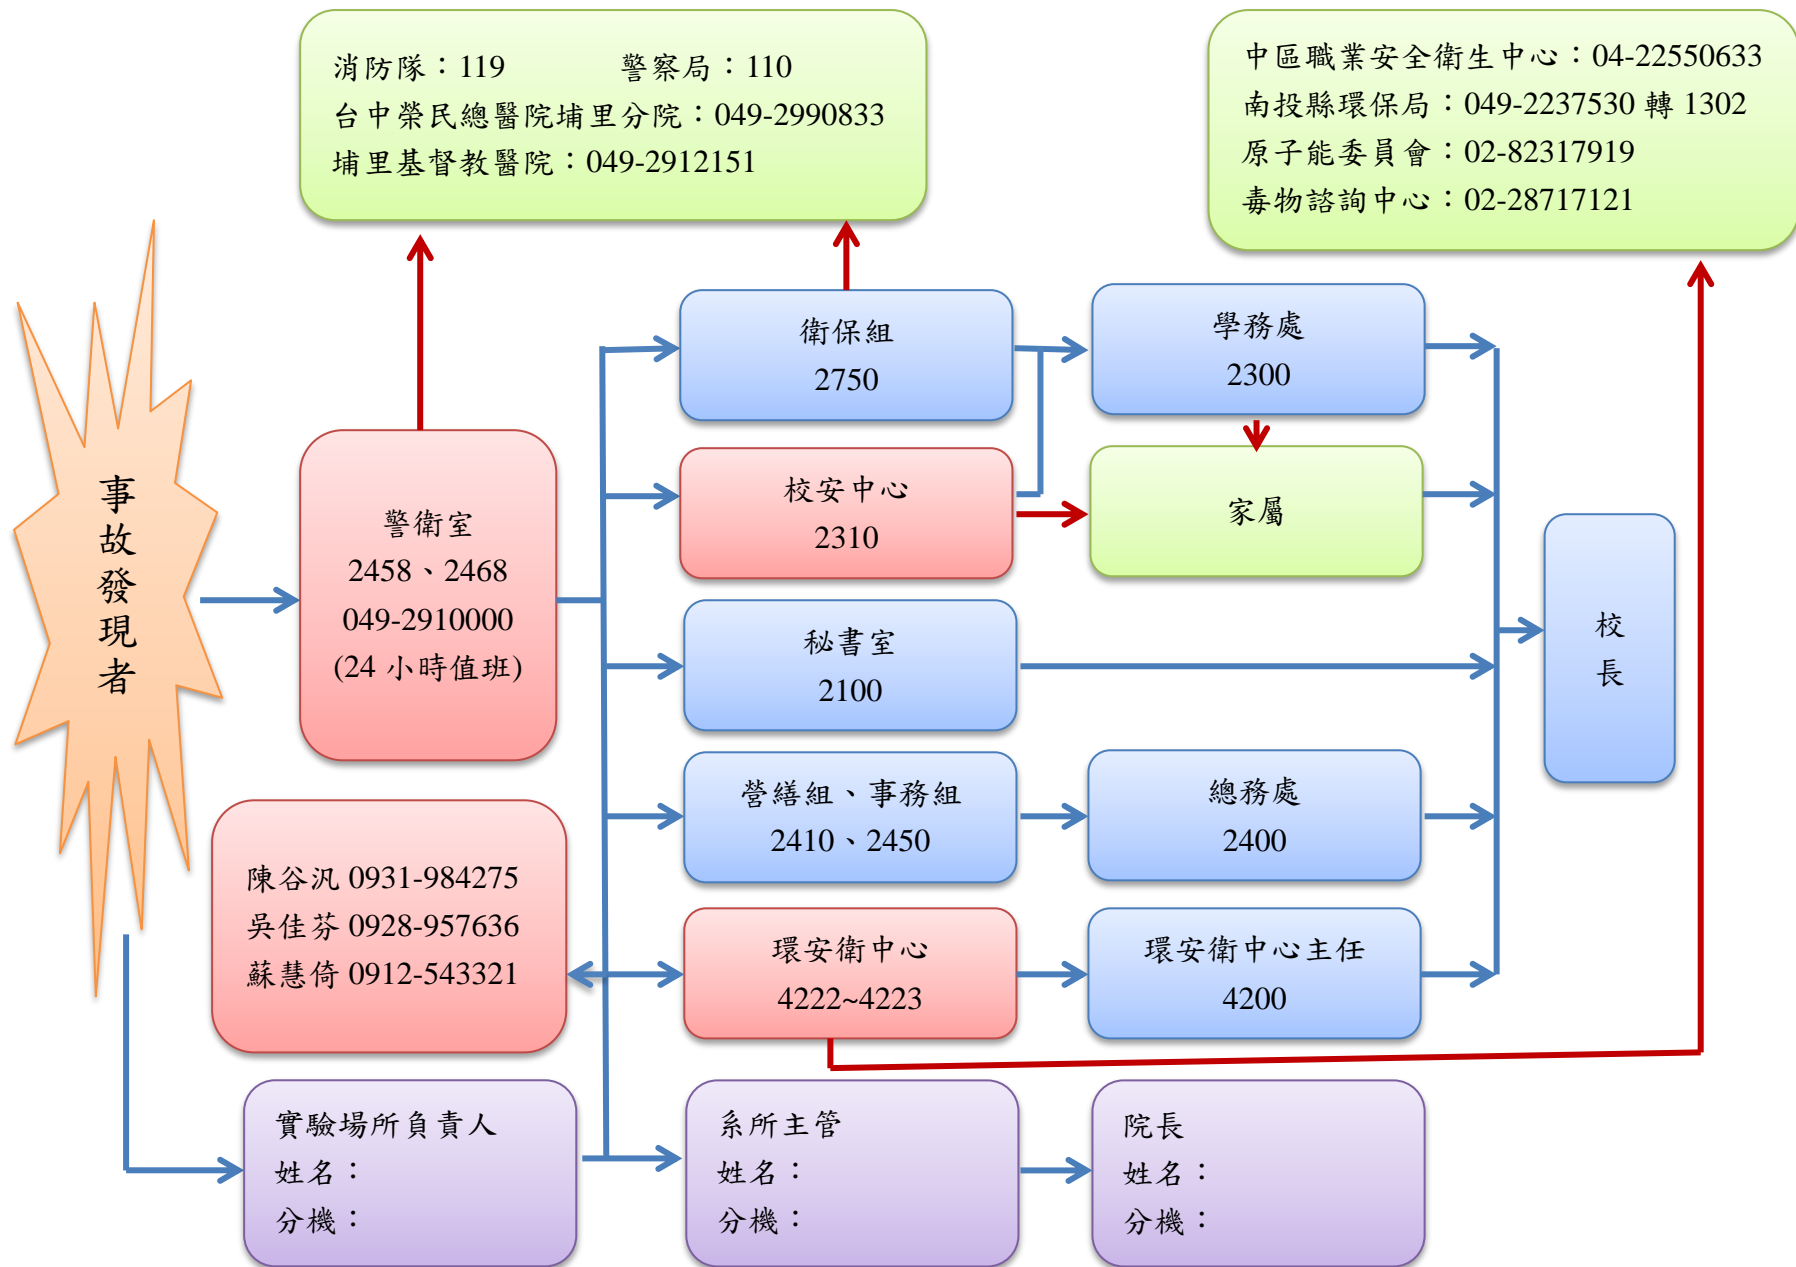 消防隊：119 警察局：110
台中榮民總醫院埔里分院：049-2990833
埔里基督教醫院：049-2912151
中區職業安全衛生中心：04-22550633
南投縣環保局：049-2237530 轉 1302
原子能委員會：02-82317919
毒物諮詢中心：02-28717121
事故發現者
警衛室
2458、2468
049-2910000
(24 小時值班)
衛保組
2750
學務處
2300
校安中心
2310
家屬
秘書室
2100
校長
營繕組、事務組
2410、2450
總務處
2400
陳谷汎 0931-984275
吳佳芬 0928-957636
蘇慧倚 0912-543321
環安衛中心
4222~4223
環安衛中心主任
4200
實驗場所負責人
姓名：
分機：
系所主管
姓名：
分機：
院長
姓名：
分機：